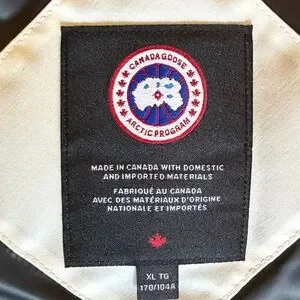 CANADA GOOSE
ARCTIC PROGRAM
MADE IN CANADA WITH DOMESTIC
AND IMPORTED MATERIALS
FABRIQUÉ AU CANADA
AVEC DES MATÉRIAUX D'ORIGINE
NATIONALE ET IMPORTÉS
XL TG
170/104A